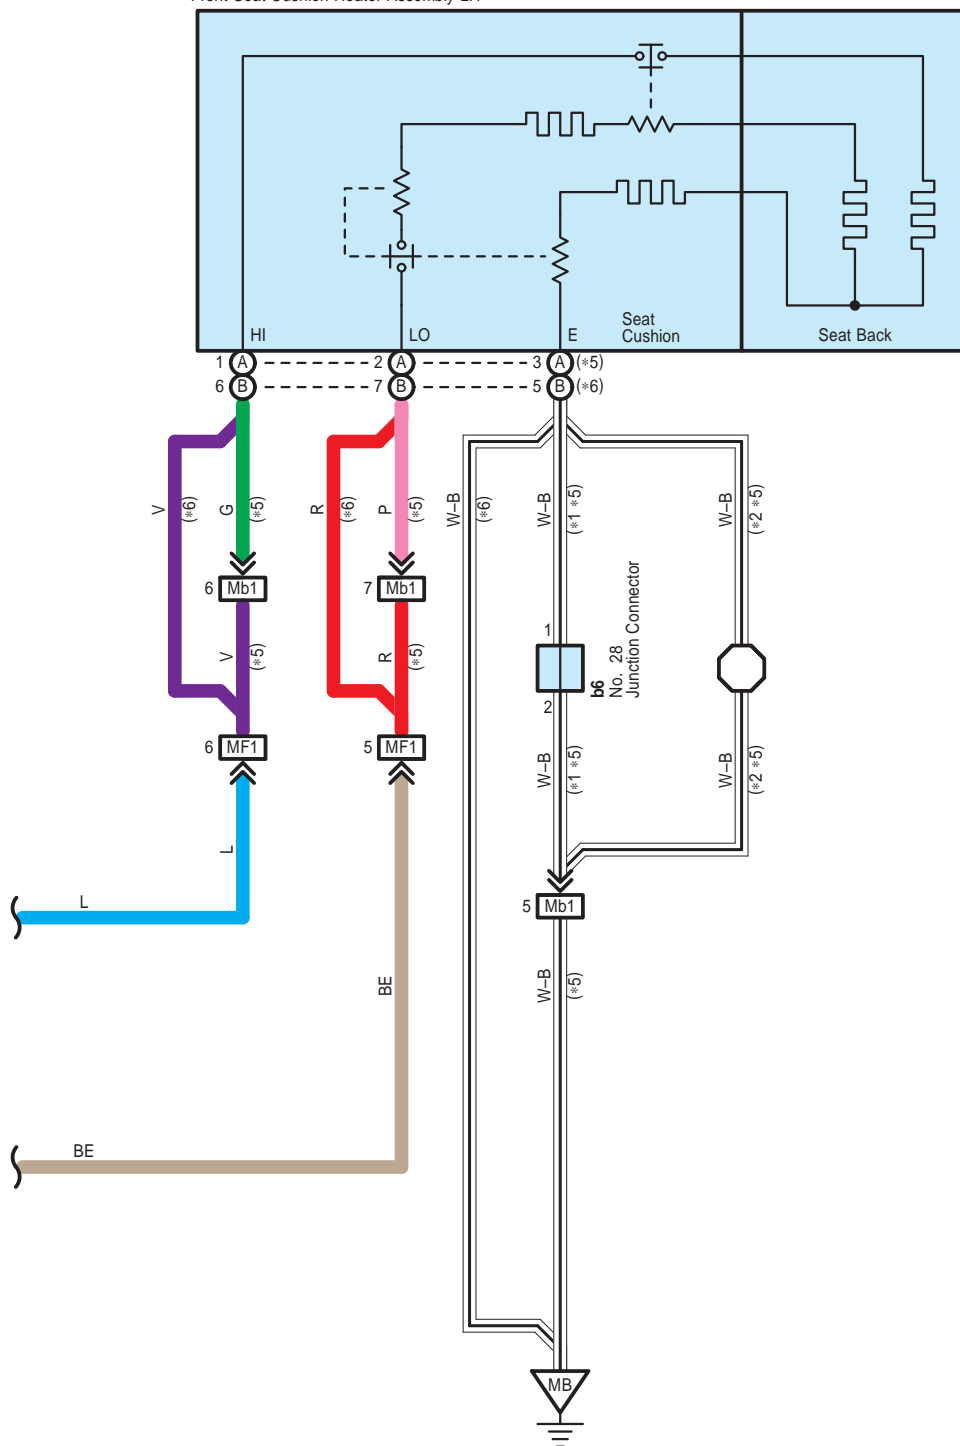 HI
LO
E
Seat
Cushion
Seat Back
1 A 2 A 3 A (*5)
6 B 7 B 5 B (*6)
V
(*6)
G
(*5)
R
(*6)
P
(*5)
W–B
(*6)
W–B
(*1 *5)
W–B
(*2 *5)
6 Mb1
7 Mb1
V
(*5)
R
(*5)
1
b6
No. 28
Junction Connector
2
6 MF1
5 MF1
W–B
(*1 *5)
W–B
(*2 *5)
L
L
5 Mb1
BE
W–B
(*5)
BE
MB